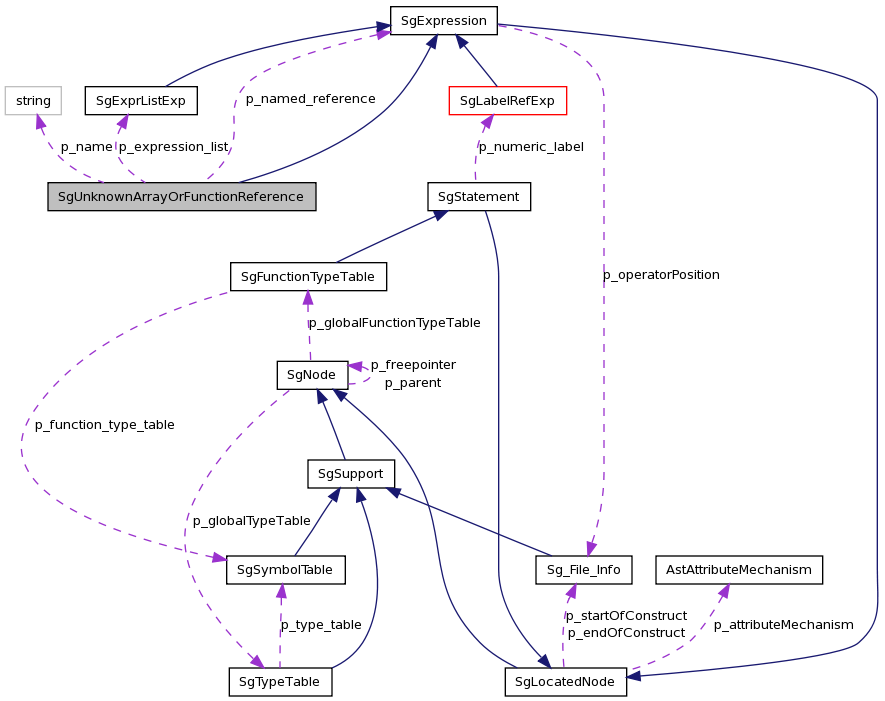 SgExpression
string
SgExprListExp
p_named_reference
SgLabelRefExp
p_name
p_expression_list
p_numeric_label
SgUnknownArrayOrFunctionReference
SgStatement
SgFunctionTypeTable
p_operatorPosition
p_globalFunctionTypeTable
SgNode
p_freepointer
p_parent
p_function_type_table
SgSupport
p_globalTypeTable
SgSymbolTable
Sg_File_Info
AstAttributeMechanism
p_type_table
p_startOfConstruct
p_endOfConstruct
p_attributeMechanism
SgTypeTable
SgLocatedNode